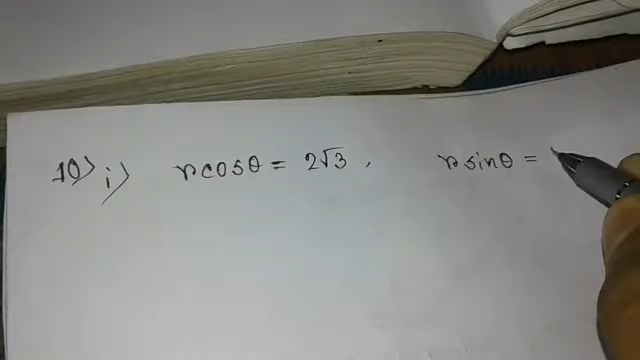 10) i) rcosθ = 2√3 , rsinθ =